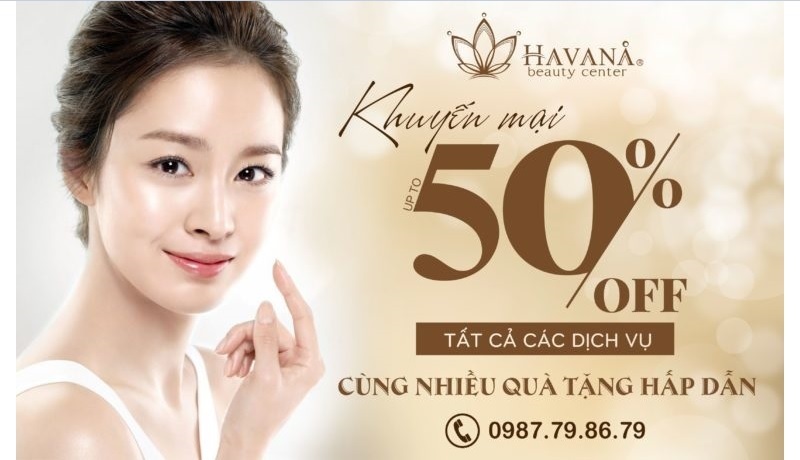 HAVANA®
beauty center
Khuyến mại
UP TO
50%
OFF
TẤT CẢ CÁC DỊCH VỤ
CÙNG NHIỀU QUÀ TẶNG HẤP DẪN
0987.79.86.79